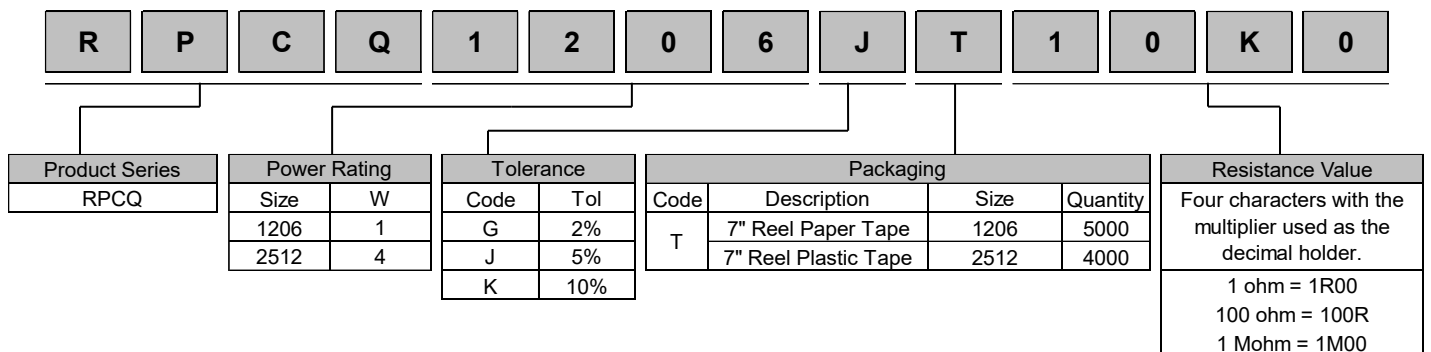 R P C Q 1 2 0 6 J T 1 0 K 0
Product Series
RPCQ
Power Rating
Size W
1206 1
2512 4
Tolerance
Code Tol
G 2%
J 5%
K 10%
Packaging
Code Description Size Quantity
T
7" Reel Paper Tape 1206 5000
7" Reel Plastic Tape 2512 4000
Resistance Value
Four characters with the
multiplier used as the
decimal holder.
1 ohm = 1R00
100 ohm = 100R
1 Mohm = 1M00